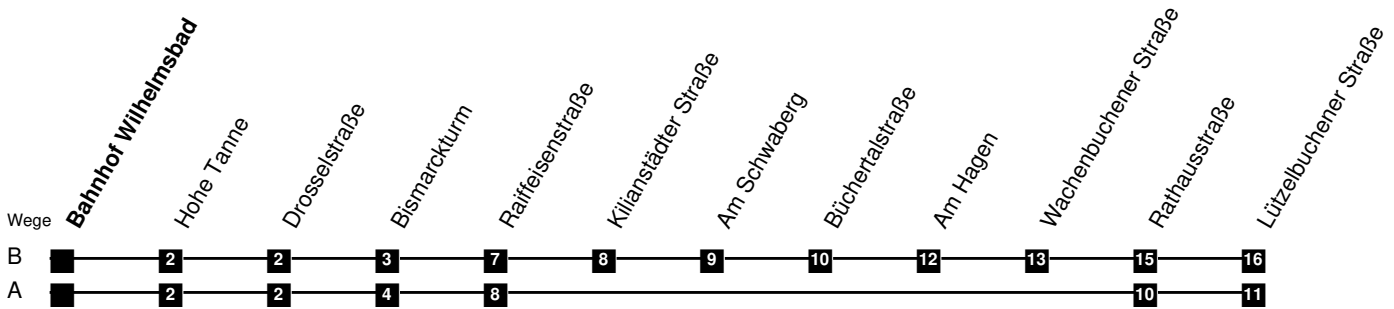 Bahnhof Wilhelmsbad
Hohe Tanne
Drosselstraße
Bismarckturm
Raiffeisenstraße
Kilianstädter Straße
Am Schwaberg
Büchertalstraße
Am Hagen
Wachenbuchener Straße
Rathausstraße
Lützelbuchener Straße
Wege
B 2 2 3 7 8 9 10 12 13 15 16
A 2 2 4 8 10 11